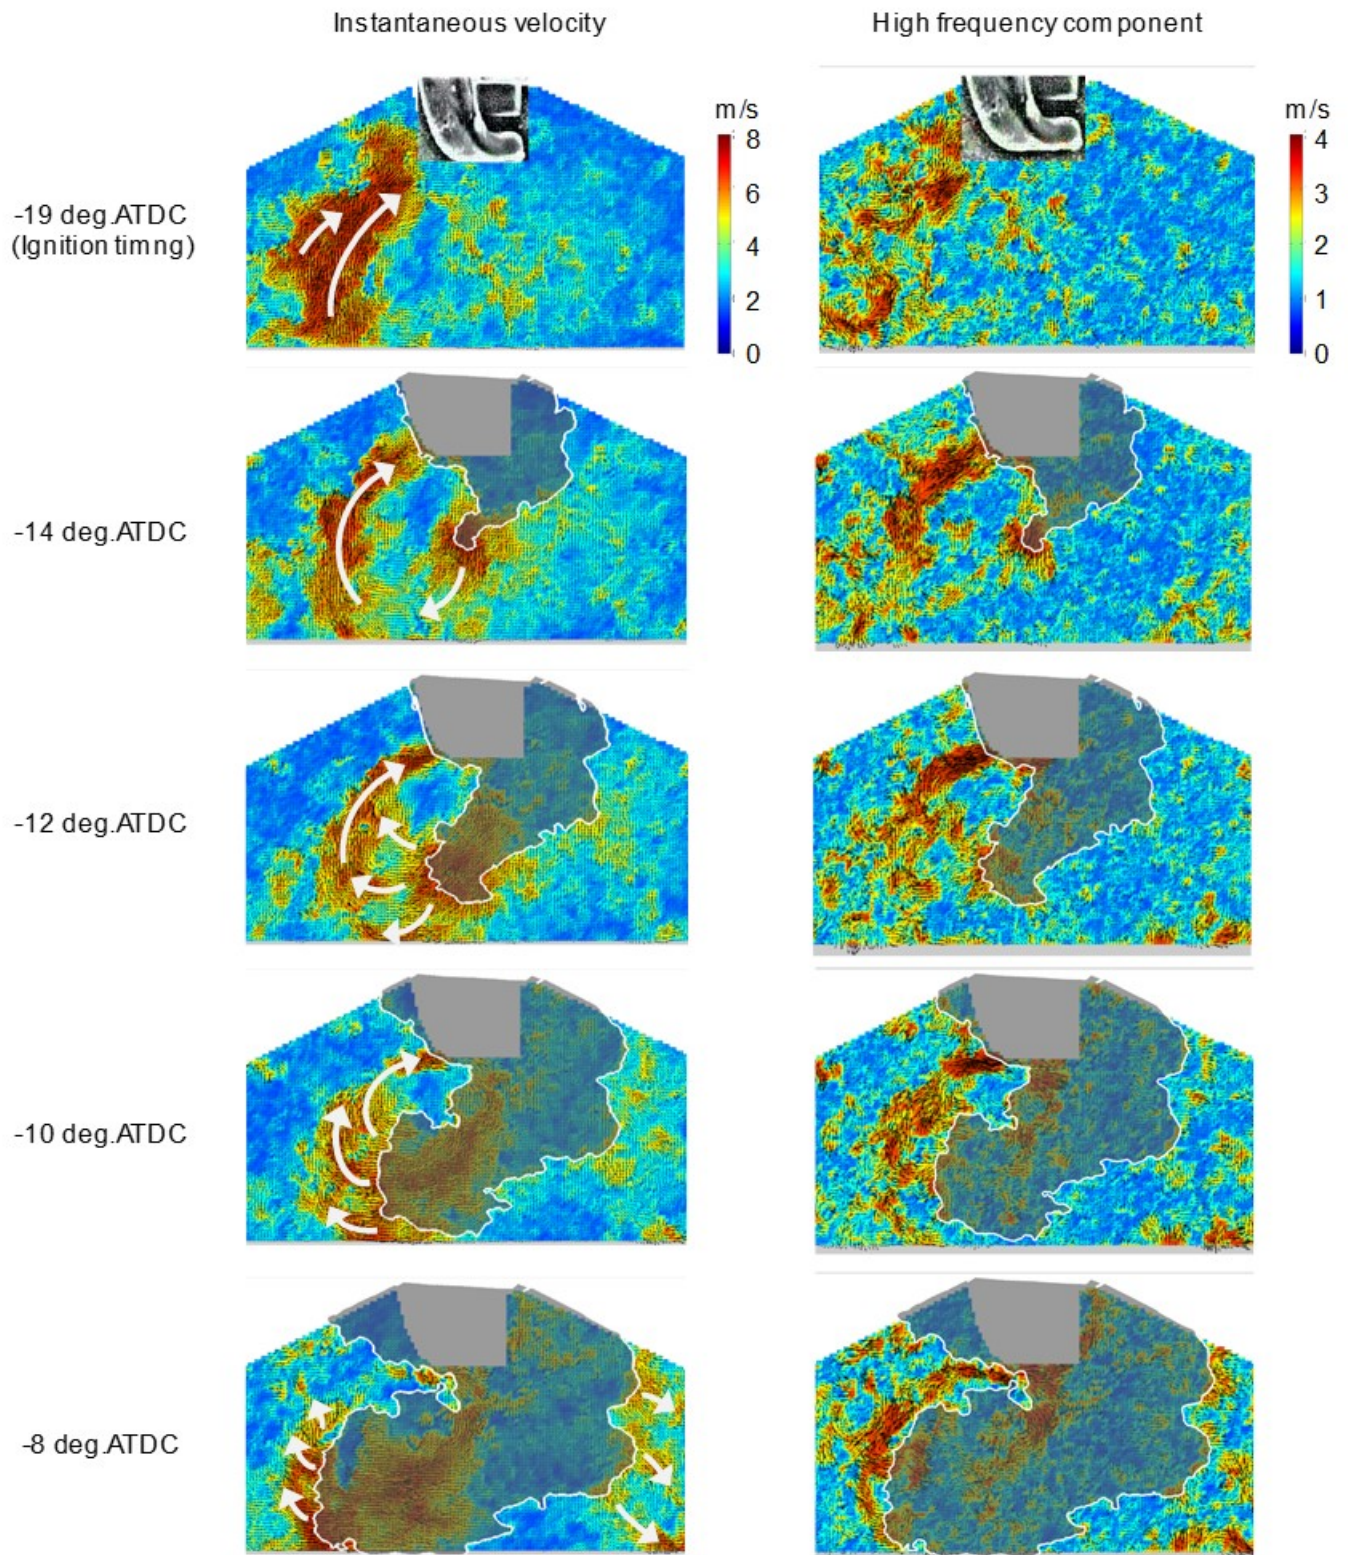 Instantaneous velocity
High frequency component
m/s
8
6
4
2
0
m/s
4
3
2
1
0
-19 deg.ATDC
(Ignition timng)
-14 deg.ATDC
-12 deg.ATDC
-10 deg.ATDC
-8 deg.ATDC